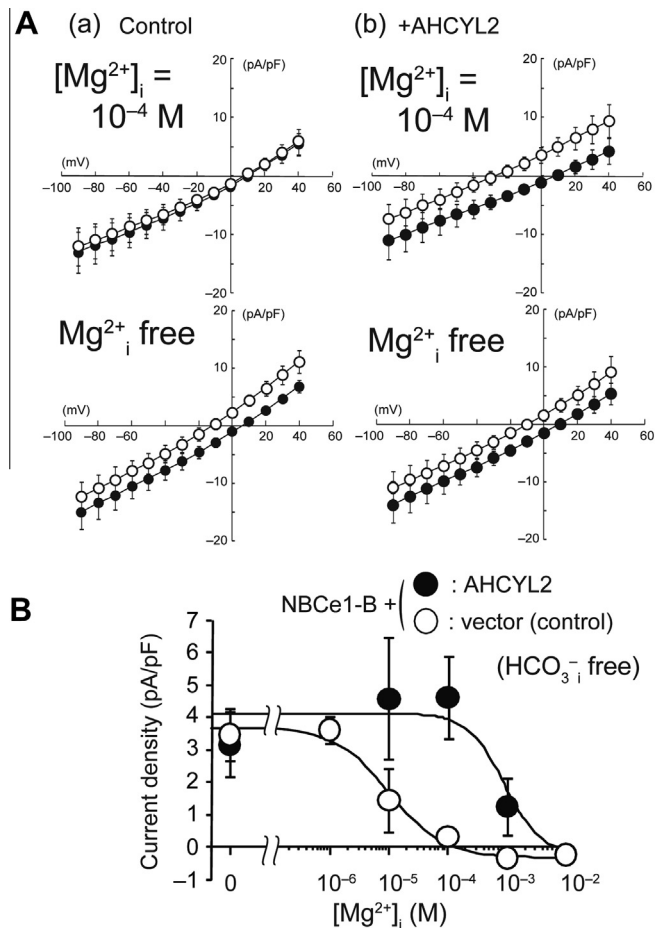 A (a) Control (b) +AHCYL2
[Mg²⁺]ᵢ =
10⁻⁴ M
20
(pA/pF)
10
(mV)
–100 –80 –60 –40 –20 0 20 40 60
–10
–20
[Mg²⁺]ᵢ =
10⁻⁴ M
20
(pA/pF)
10
(mV)
–100 –80 –60 –40 –20 0 20 40 60
–10
–20
Mg²⁺ᵢ free
20
(pA/pF)
10
(mV)
–100 –80 –60 –40 –20 0 20 40 60
–10
–20
Mg²⁺ᵢ free
20
(pA/pF)
10
(mV)
–100 –80 –60 –40 –20 0 20 40 60
–10
–20
B
NBCe1-B + ( : AHCYL2
: vector (control)
(HCO₃⁻ᵢ free)
Current density (pA/pF)
7
6
5
4
3
2
1
0
–1
0 10⁻⁶ 10⁻⁵ 10⁻⁴ 10⁻³ 10⁻²
[Mg²⁺]ᵢ (M)